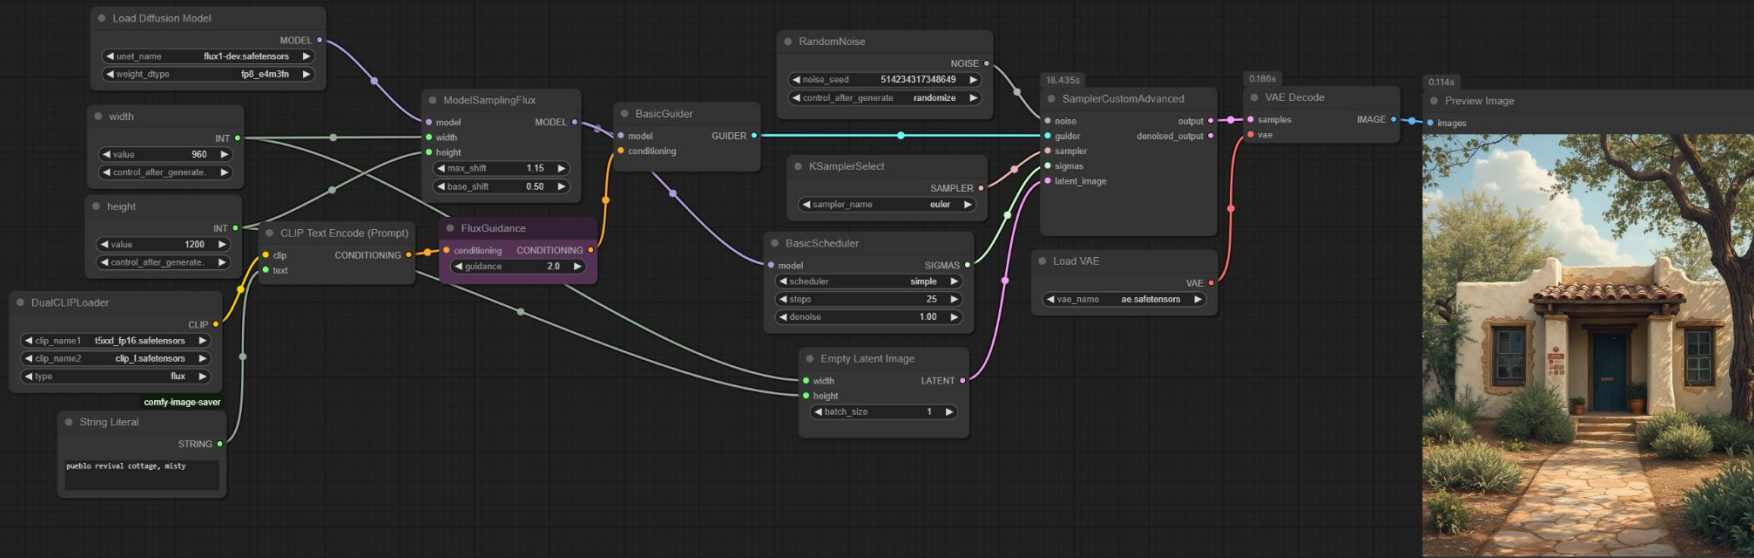 Load Diffusion Model
MODEL
unet_name flux1-dev.safetensors
weight_dtype fp8_e4m3fn
width
INT
value 960
control_after_generate.
height
INT
value 1200
control_after_generate.
DualCLIPLoader
CLIP
clip_name1 t5xxl_fp16.safetensors
clip_name2 clip_l.safetensors
type flux
comfy-image-saver
String Literal
STRING
pueblo revival cottage, misty
CLIP Text Encode (Prompt)
clip CONDITIONING
text
ModelSamplingFlux
model MODEL
width
height
max_shift 1.15
base_shift 0.50
FluxGuidance
conditioning CONDITIONING
guidance 2.0
BasicGuider
model GUIDER
conditioning
RandomNoise
NOISE
noise_seed 514234317348649
control_after_generate randomize
KSamplerSelect
SAMPLER
sampler_name euler
BasicScheduler
model SIGMAS
scheduler simple
steps 25
denoise 1.00
Empty Latent Image
width LATENT
height
batch_size 1
18.435s
SamplerCustomAdvanced
noise output
guider denoised_output
sampler
sigmas
latent_image
Load VAE
VAE
vae_name ae.safetensors
0.186s
VAE Decode
samples IMAGE
vae
0.114s
Preview Image
images